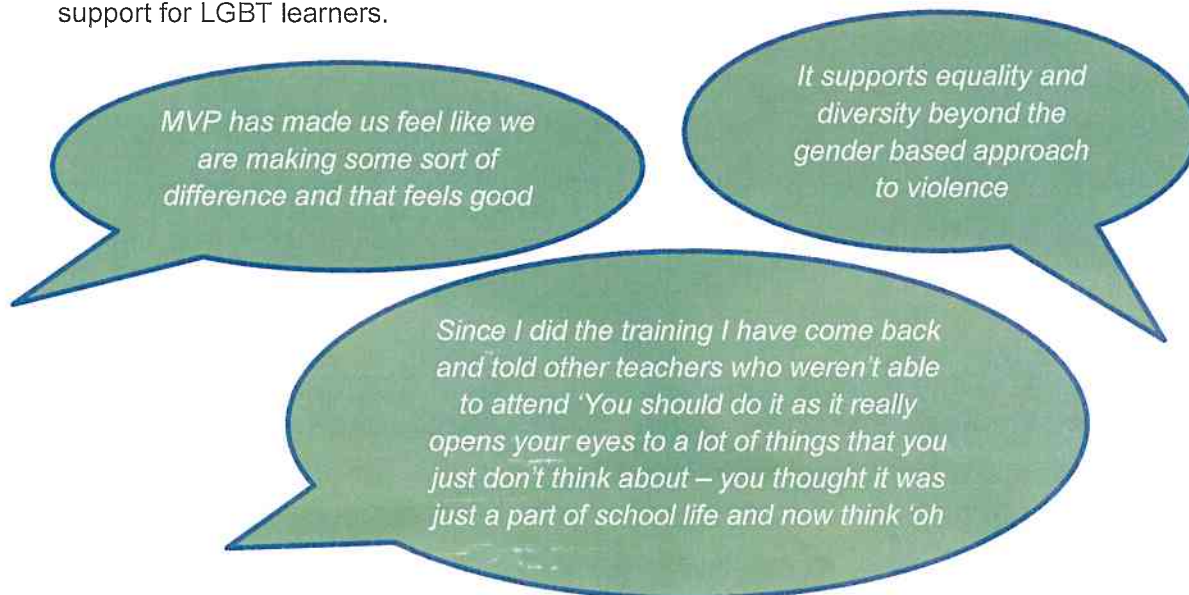 support for LGBT learners.
MVP has made us feel like we
are making some sort of
difference and that feels good
It supports equality and
diversity beyond the
gender based approach
to violence
Since I did the training I have come back
and told other teachers who weren't able
to attend 'You should do it as it really
opens your eyes to a lot of things that you
just don't think about – you thought it was
just a part of school life and now think 'oh